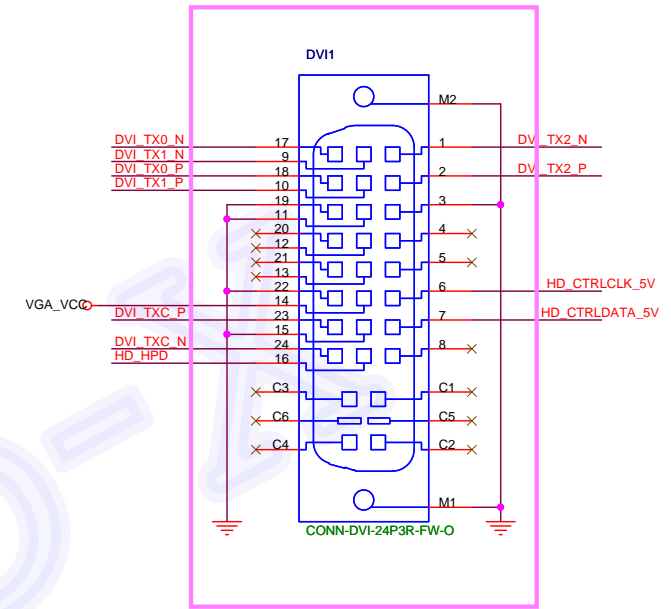 DVI1
M2
DVI_TX0_N 17 1 DVI_TX2_N
DVI_TX1_N 9
DVI_TX0_P 18 2 DVI_TX2_P
DVI_TX1_P 10
19 3
11
20 4
12
21 5
13
22 6 HD_CTRLCLK_5V
VGA_VCC 14
DVI_TXC_P 23 7 HD_CTRLDATA_5V
15
DVI_TXC_N 24 8
HD_HPD 16
C3 C1
C6 C5
C4 C2
M1
CONN-DVI-24P3R-FW-O